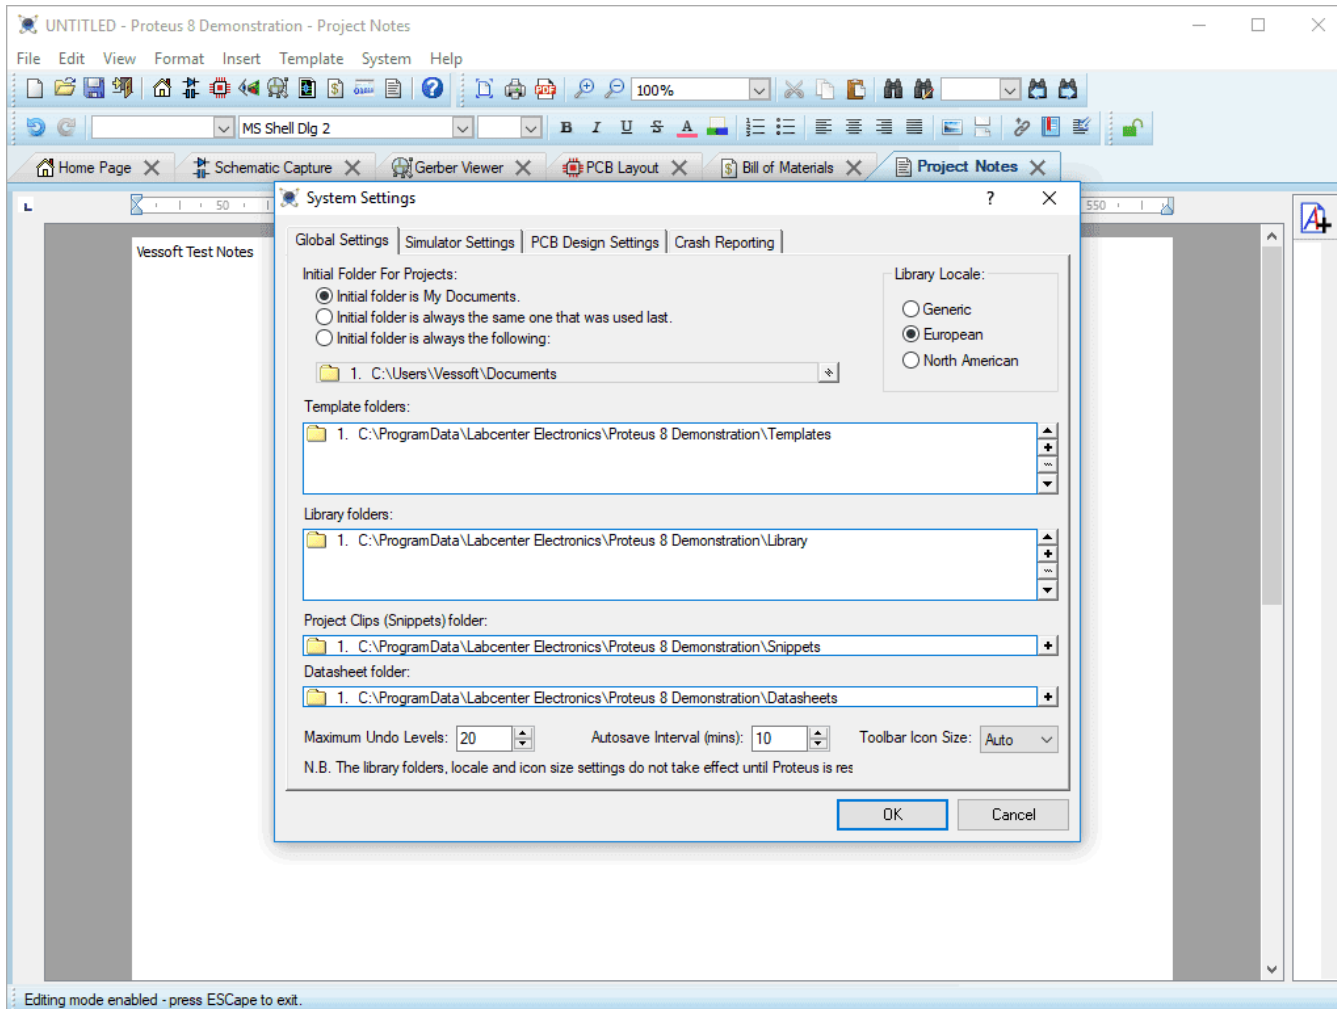 UNTITLED - Proteus 8 Demonstration - Project Notes
File Edit View Format Insert Template System Help
100%
MS Shell Dlg 2
B I U S A
Home Page Schematic Capture Gerber Viewer PCB Layout Bill of Materials Project Notes
50 550
System Settings ?
Vessoft Test Notes
Global Settings Simulator Settings PCB Design Settings Crash Reporting
Initial Folder For Projects:
Initial folder is My Documents.
Initial folder is always the same one that was used last.
Initial folder is always the following:
1. C:\Users\Vessoft\Documents
Library Locale:
Generic
European
North American
Template folders:
1. C:\ProgramData\Labcenter Electronics\Proteus 8 Demonstration\Templates
Library folders:
1. C:\ProgramData\Labcenter Electronics\Proteus 8 Demonstration\Library
Project Clips (Snippets) folder:
1. C:\ProgramData\Labcenter Electronics\Proteus 8 Demonstration\Snippets
Datasheet folder:
1. C:\ProgramData\Labcenter Electronics\Proteus 8 Demonstration\Datasheets
Maximum Undo Levels: 20 Autosave Interval (mins): 10 Toolbar Icon Size: Auto
N.B. The library folders, locale and icon size settings do not take effect until Proteus is res
OK Cancel
Editing mode enabled - press ESCape to exit.